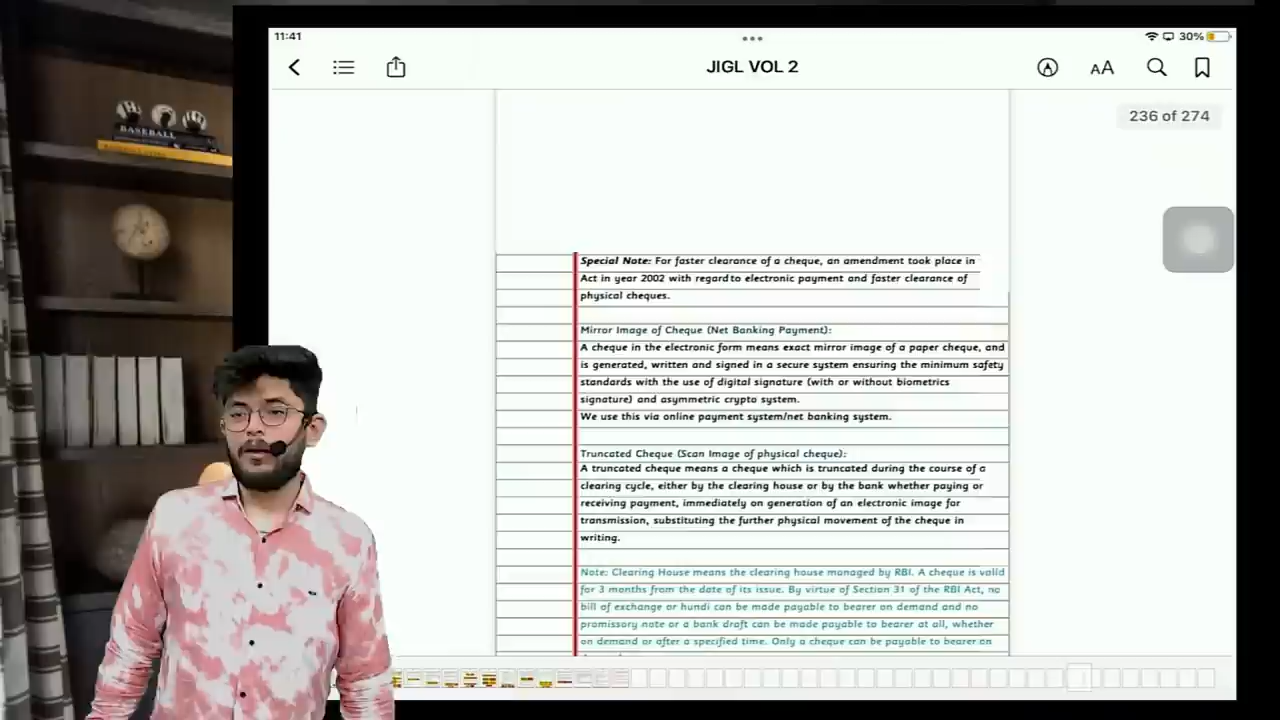 11:41
30%
JIGL VOL 2
AA
236 of 274
BASEBALL
Special Note: For faster clearance of a cheque, an amendment took place in
Act in year 2002 with regard to electronic payment and faster clearance of
physical cheques.
Mirror Image of Cheque (Net Banking Payment):
A cheque in the electronic form means exact mirror image of a paper cheque, and
is generated, written and signed in a secure system ensuring the minimum safety
standards with the use of digital signature (with or without biometrics
signature) and asymmetric crypto system.
We use this via online payment system/net banking system.
Truncated Cheque (Scan Image of physical cheque):
A truncated cheque means a cheque which is truncated during the course of a
clearing cycle, either by the clearing house or by the bank whether paying or
receiving payment, immediately on generation of an electronic image for
transmission, substituting the further physical movement of the cheque in
writing.
Note: Clearing House means the clearing house managed by RBI. A cheque is valid
for 3 months from the date of its issue. By virtue of Section 31 of the RBI Act, no
bill of exchange or hundi can be made payable to bearer on demand and no
promissory note or a bank draft can be made payable to bearer at all, whether
on demand or after a specified time. Only a cheque can be payable to bearer on